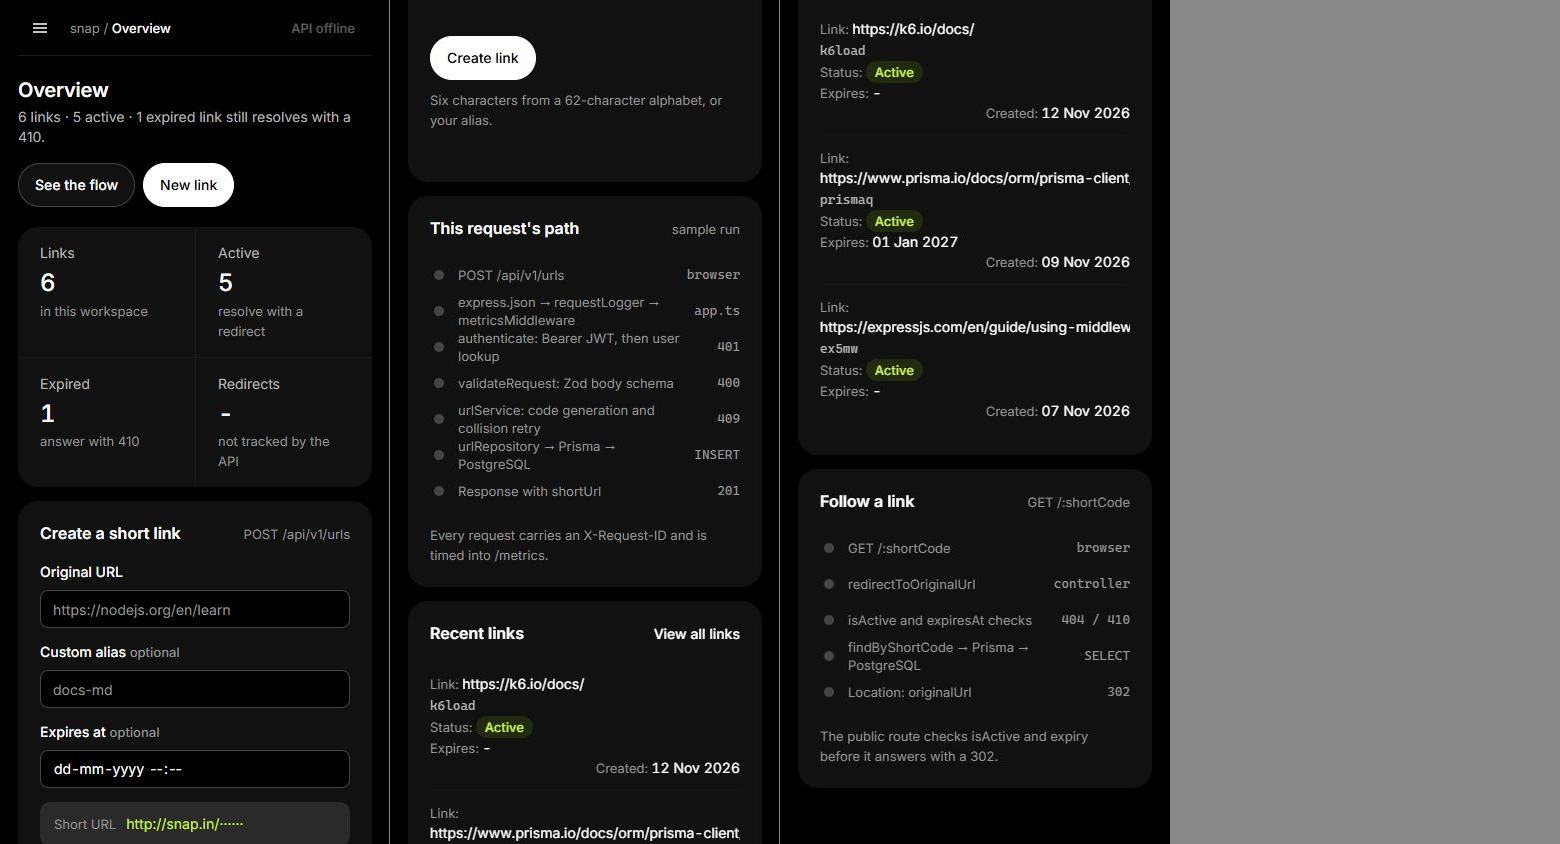 snap / Overview
API offline
Overview
6 links · 5 active · 1 expired link still resolves with a
410.
See the flow
New link
Links
6
in this workspace
Active
5
resolve with a
redirect
Expired
1
answer with 410
Redirects
-
not tracked by the
API
Create a short link
POST /api/v1/urls
Original URL
https://nodejs.org/en/learn
Custom alias optional
docs-md
Expires at optional
dd-mm-yyyy --:--
Short URL http://snap.in/······
Create link
Six characters from a 62-character alphabet, or
your alias.
This request's path
sample run
POST /api/v1/urls
browser
express.json → requestLogger →
metricsMiddleware
app.ts
authenticate: Bearer JWT, then user
lookup
401
validateRequest: Zod body schema
400
urlService: code generation and
collision retry
409
urlRepository → Prisma →
PostgreSQL
INSERT
Response with shortUrl
201
Every request carries an X-Request-ID and is
timed into /metrics.
Recent links
View all links
Link: https://k6.io/docs/
k6load
Status: Active
Expires: -
Created: 12 Nov 2026
Link:
https://www.prisma.io/docs/orm/prisma-client
Link: https://k6.io/docs/
k6load
Status: Active
Expires: -
Created: 12 Nov 2026
Link:
https://www.prisma.io/docs/orm/prisma-client
prismaq
Status: Active
Expires: 01 Jan 2027
Created: 09 Nov 2026
Link:
https://expressjs.com/en/guide/using-middlew
ex5mw
Status: Active
Expires: -
Created: 07 Nov 2026
Follow a link
GET /:shortCode
GET /:shortCode
browser
redirectToOriginalUrl
controller
isActive and expiresAt checks
404 / 410
findByShortCode → Prisma →
PostgreSQL
SELECT
Location: originalUrl
302
The public route checks isActive and expiry
before it answers with a 302.